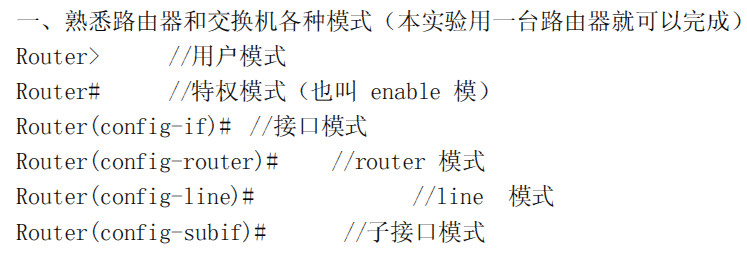 一、熟悉路由器和交换机各种模式（本实验用一台路由器就可以完成）
Router> //用户模式
Router# //特权模式（也叫 enable 模）
Router(config-if)# //接口模式
Router(config-router)# //router 模式
Router(config-line)# //line 模式
Router(config-subif)# //子接口模式